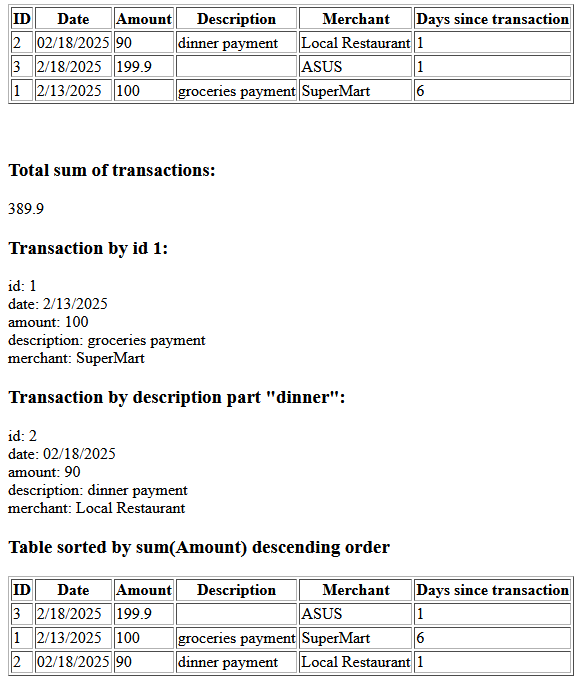 ID Date Amount Description Merchant Days since transaction
2 02/18/2025 90 dinner payment Local Restaurant 1
3 2/18/2025 199.9 ASUS 1
1 2/13/2025 100 groceries payment SuperMart 6
Total sum of transactions:
389.9
Transaction by id 1:
id: 1
date: 2/13/2025
amount: 100
description: groceries payment
merchant: SuperMart
Transaction by description part "dinner":
id: 2
date: 02/18/2025
amount: 90
description: dinner payment
merchant: Local Restaurant
Table sorted by sum(Amount) descending order
ID Date Amount Description Merchant Days since transaction
3 2/18/2025 199.9 ASUS 1
1 2/13/2025 100 groceries payment SuperMart 6
2 02/18/2025 90 dinner payment Local Restaurant 1